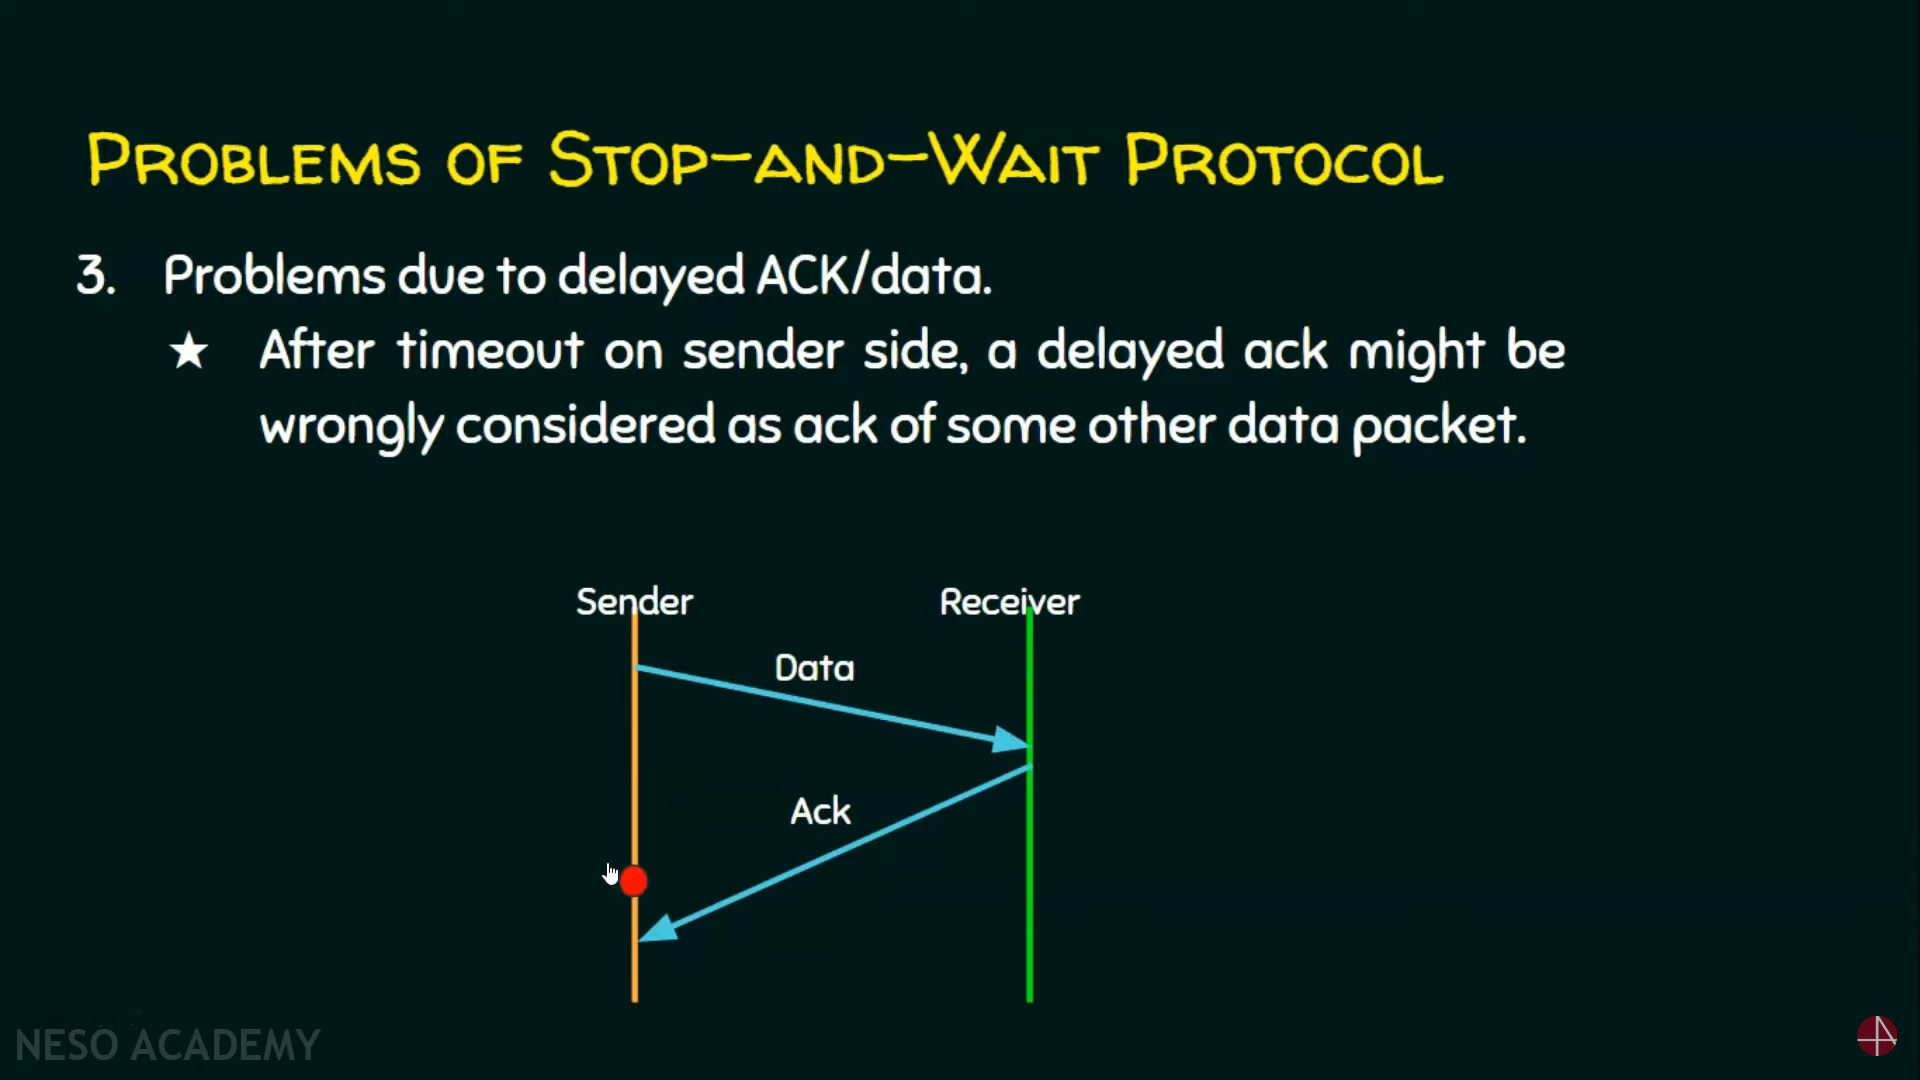 Problems of Stop-and-Wait Protocol
3. Problems due to delayed ACK/data.
★ After timeout on sender side, a delayed ack might be
wrongly considered as ack of some other data packet.
Sender Receiver
Data
Ack
NESO ACADEMY